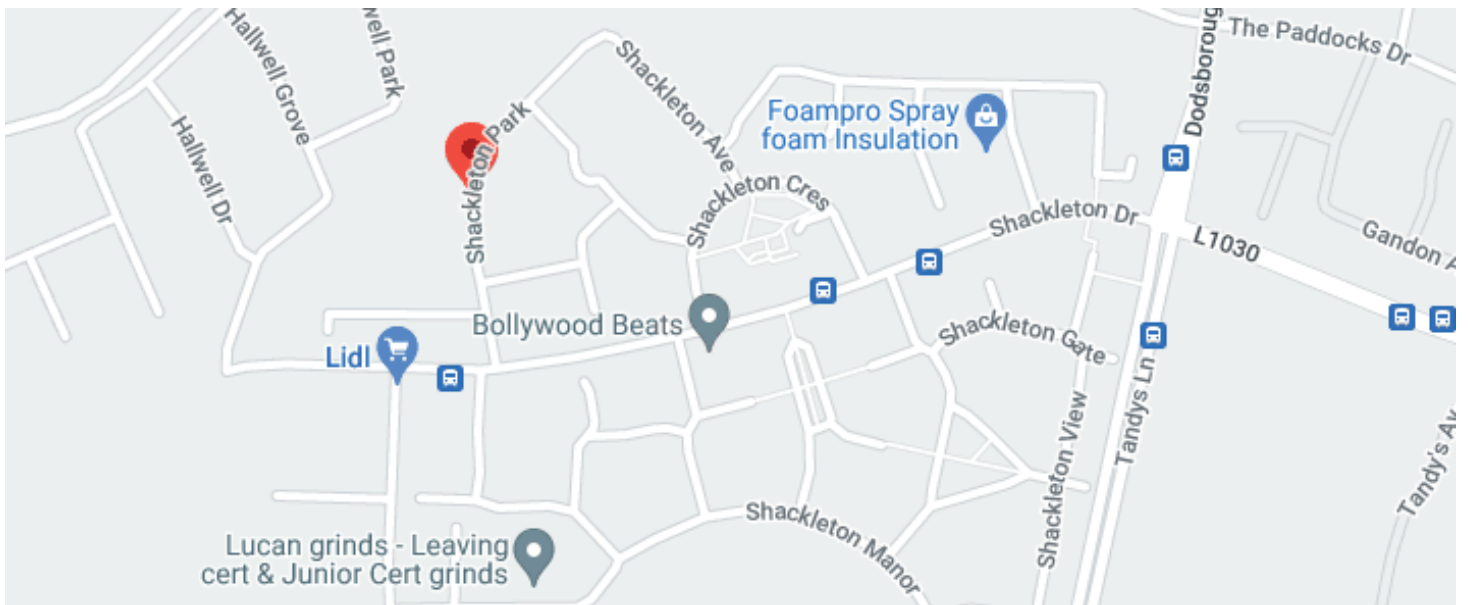 Hallwell Grove
well Park
Hallwell Dr
Shackleton Park
Shackleton Ave
Foampro Spray
foam Insulation
Dodsboroug
The Paddocks Dr
Shackleton Cres
Shackleton Dr
L1030
Gandon A
Bollywood Beats
Shackleton Gate
Lidl
Shackleton View
Tandys Ln
Tandy's Av
Shackleton Manor
Lucan grinds - Leaving
cert & Junior Cert grinds